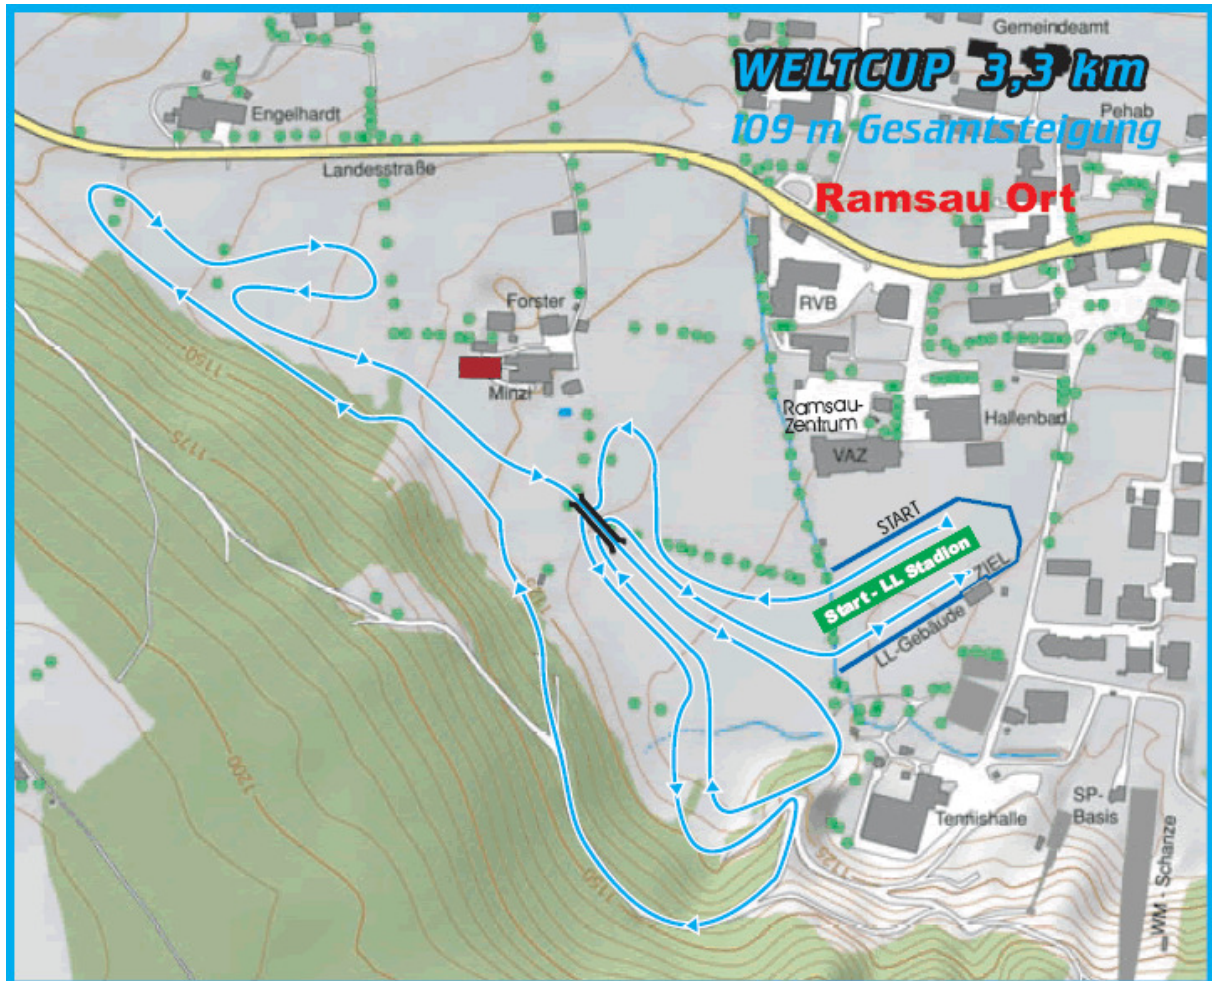 Gemeindeamt
WELTCUP 3,3 km
Engelhardt
Pehab
109 m Gesamtsteigung
Landesstraße
Ramsau Ort
Forster
RVB
1150
Minzl
Ramsau-
Zentrum
Hallenbad
1175
VAZ
START
Start - LL Stadion
ZIEL
LL-Gebäude
1200
SP-
Basis
Tennishalle
1125
1150
WM - Schanze